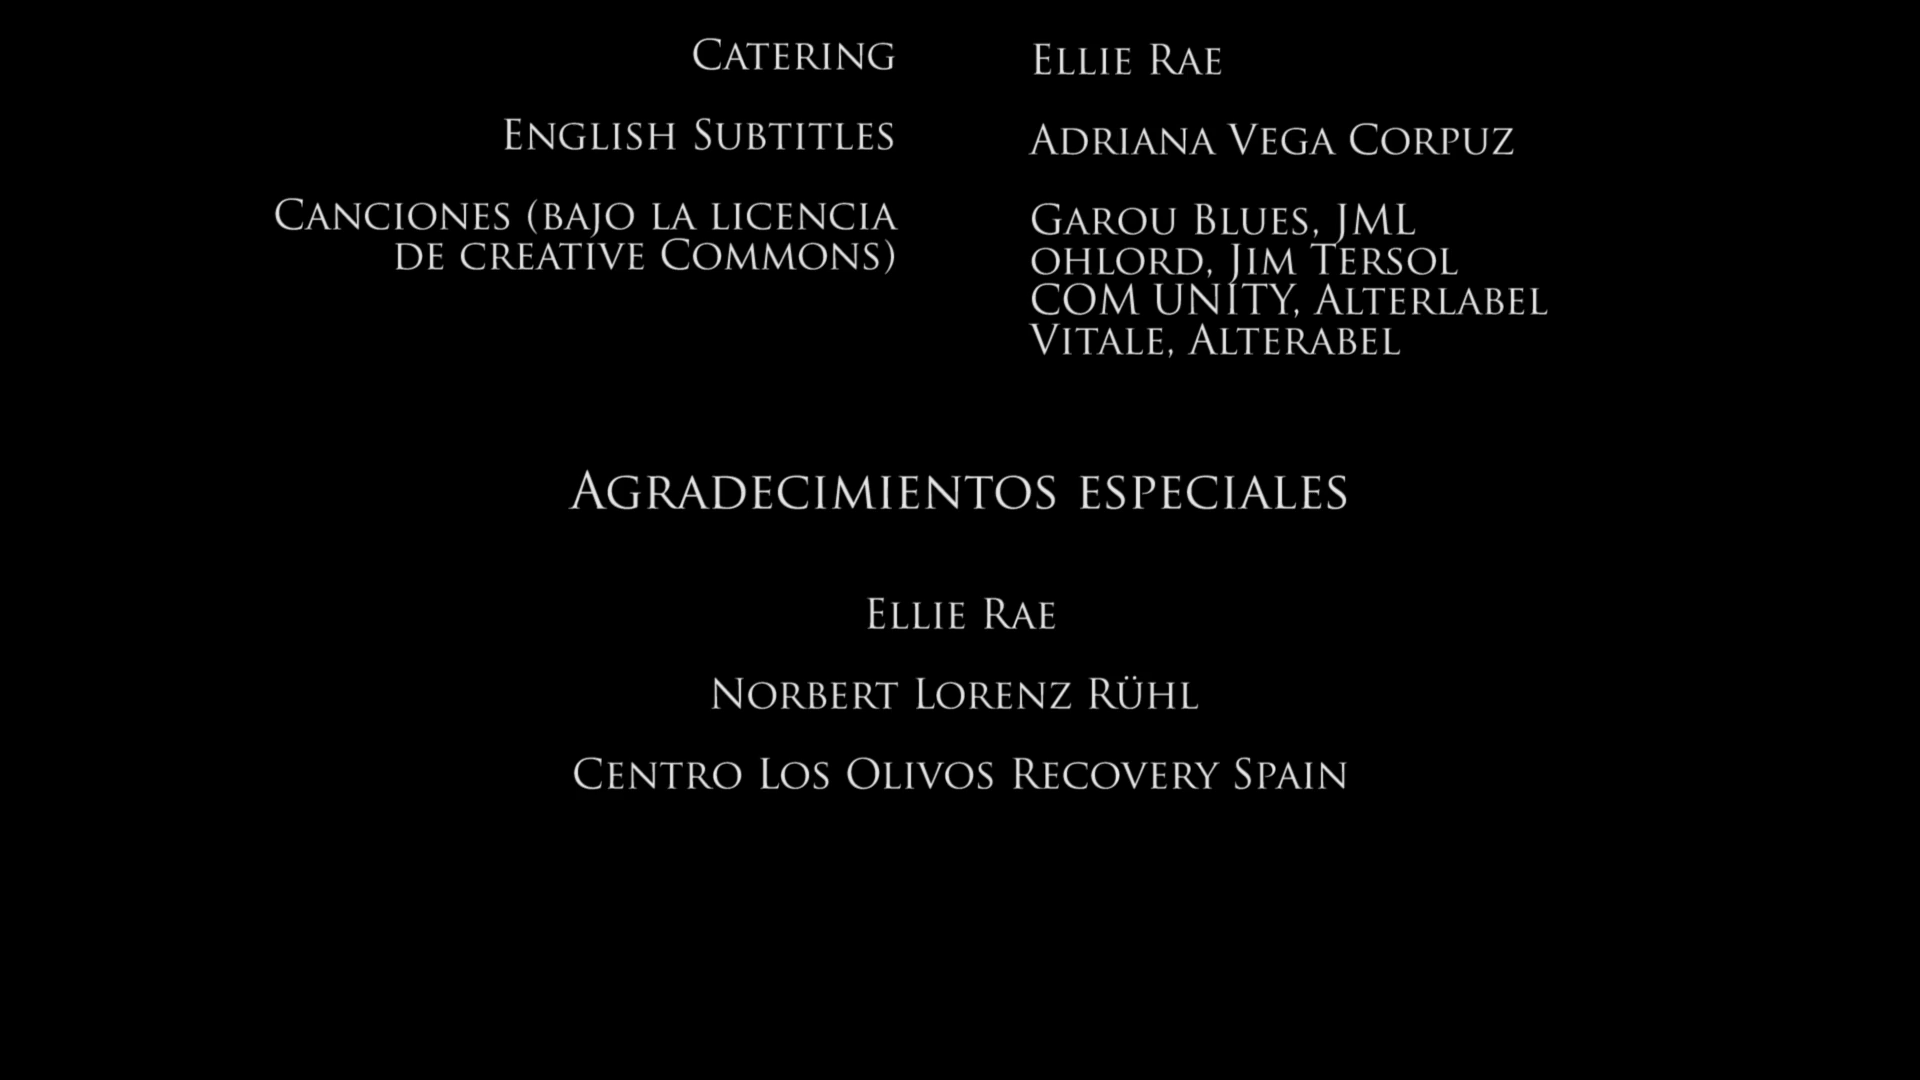 Catering Ellie Rae
English Subtitles Adriana Vega Corpuz
Canciones (bajo la licencia de creative Commons)
Garou Blues, JML
ohlord, Jim Tersol
COM UNITY, Alterlabel
Vitale, Alterabel
Agradecimientos especiales
Ellie Rae
Norbert Lorenz Rühl
Centro Los Olivos Recovery Spain